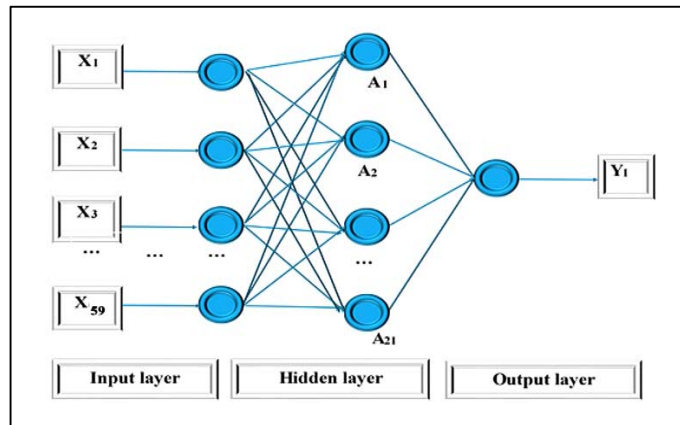 X1
A1
X2
A2
Y1
X3
... ... ... ...
X59
A21
Input layer
Hidden layer
Output layer